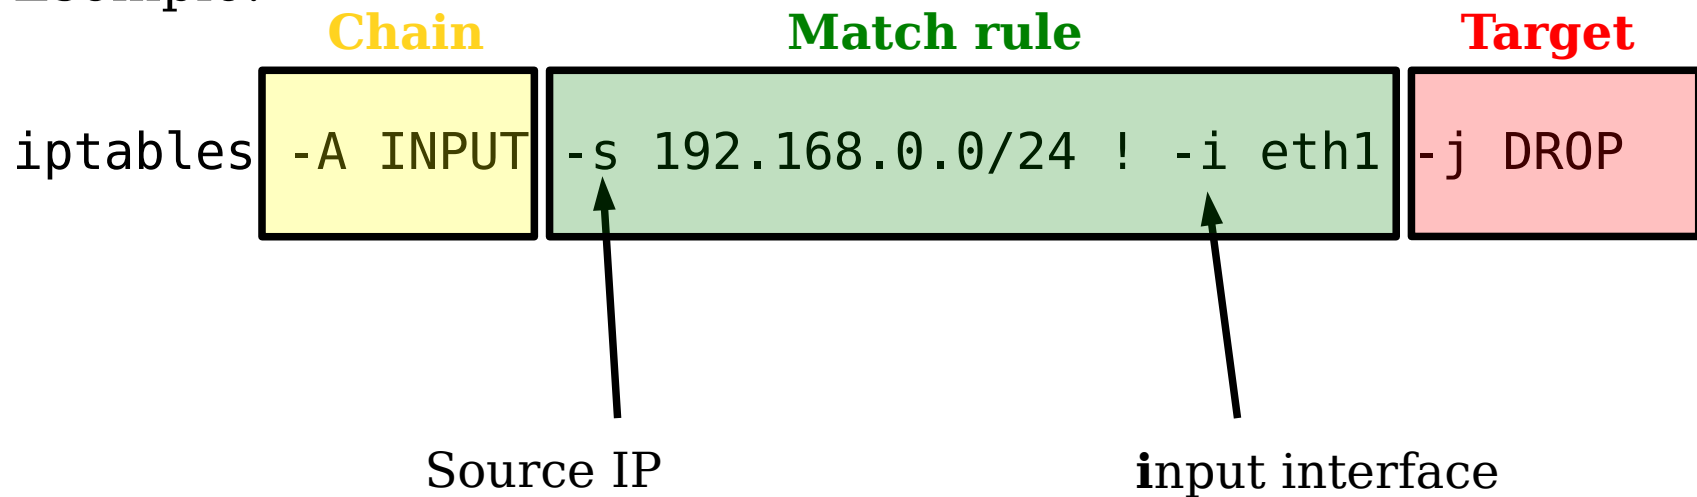 Chain Match rule Target
iptables -A INPUT -s 192.168.0.0/24 ! -i eth1 -j DROP
Source IP input interface